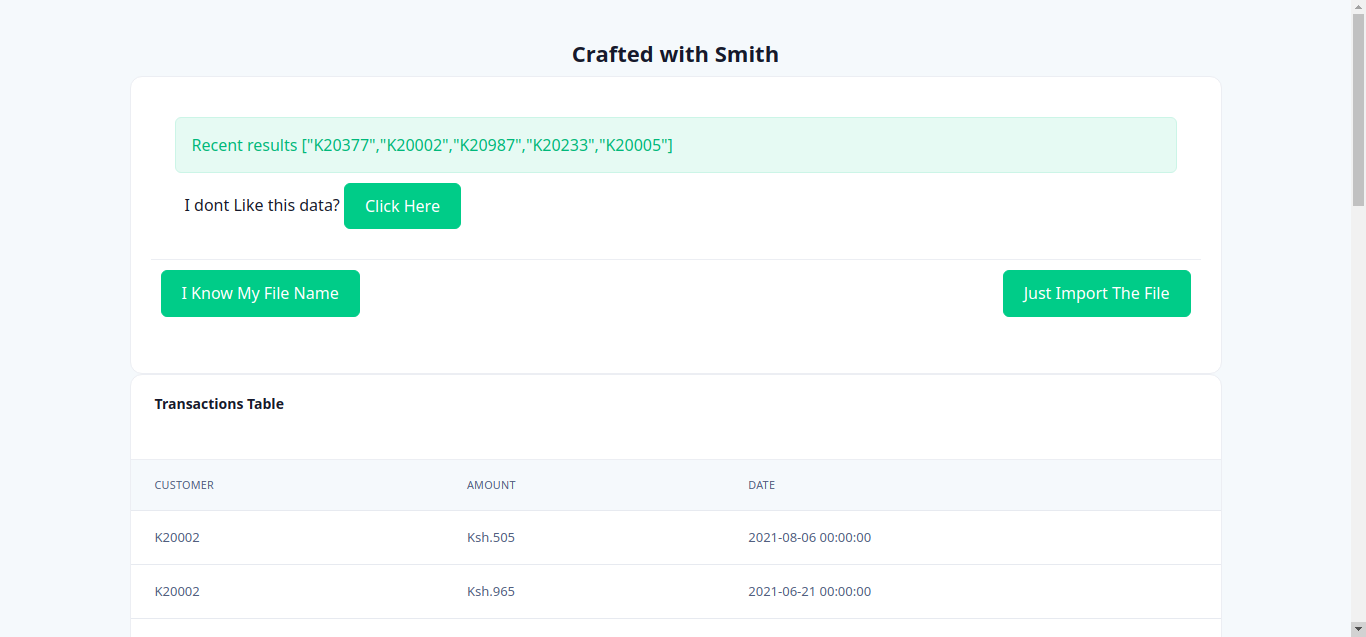 Crafted with Smith
Recent results ["K20377","K20002","K20987","K20233","K20005"]
I dont Like this data? Click Here
I Know My File Name Just Import The File
Transactions Table
CUSTOMER AMOUNT DATE
K20002 Ksh.505 2021-08-06 00:00:00
K20002 Ksh.965 2021-06-21 00:00:00